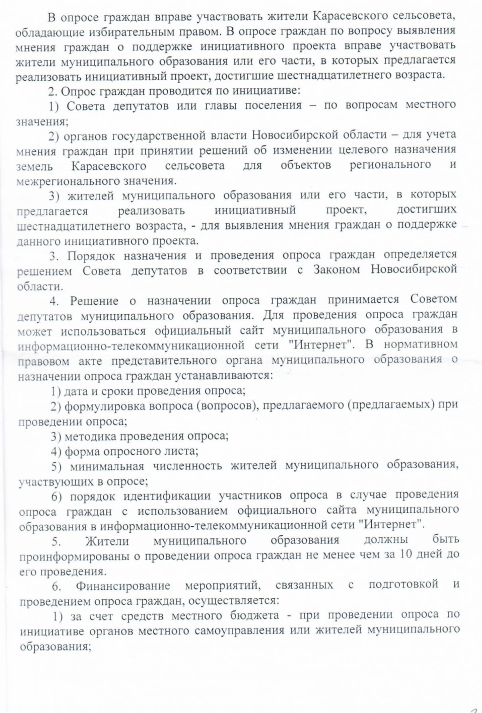 В опросе граждан вправе участвовать жители Карасевского сельсовета,
обладающие избирательным правом. В опросе граждан по вопросу выявления
мнения граждан о поддержке инициативного проекта вправе участвовать
жители муниципального образования или его части, в которых предлагается
реализовать инициативный проект, достигшие шестнадцатилетнего возраста.
2. Опрос граждан проводится по инициативе:
1) Совета депутатов или главы поселения – по вопросам местного
значения;
2) органов государственной власти Новосибирской области – для учета
мнения граждан при принятии решений об изменении целевого назначения
земель Карасевского сельсовета для объектов регионального и
межрегионального значения.
3) жителей муниципального образования или его части, в которых
предлагается реализовать инициативный проект, достигших
шестнадцатилетнего возраста, - для выявления мнения граждан о поддержке
данного инициативного проекта.
3. Порядок назначения и проведения опроса граждан определяется
решением Совета депутатов в соответствии с Законом Новосибирской
области.
4. Решение о назначении опроса граждан принимается Советом
депутатов муниципального образования. Для проведения опроса граждан
может использоваться официальный сайт муниципального образования в
информационно-телекоммуникационной сети "Интернет". В нормативном
правовом акте представительного органа муниципального образования о
назначении опроса граждан устанавливаются:
1) дата и сроки проведения опроса;
2) формулировка вопроса (вопросов), предлагаемого (предлагаемых) при
проведении опроса;
3) методика проведения опроса;
4) форма опросного листа;
5) минимальная численность жителей муниципального образования,
участвующих в опросе;
6) порядок идентификации участников опроса в случае проведения
опроса граждан с использованием официального сайта муниципального
образования в информационно-телекоммуникационной сети "Интернет".
5. Жители муниципального образования должны быть
проинформированы о проведении опроса граждан не менее чем за 10 дней до
его проведения.
6. Финансирование мероприятий, связанных с подготовкой и
проведением опроса граждан, осуществляется:
1) за счет средств местного бюджета - при проведении опроса по
инициативе органов местного самоуправления или жителей муниципального
образования;